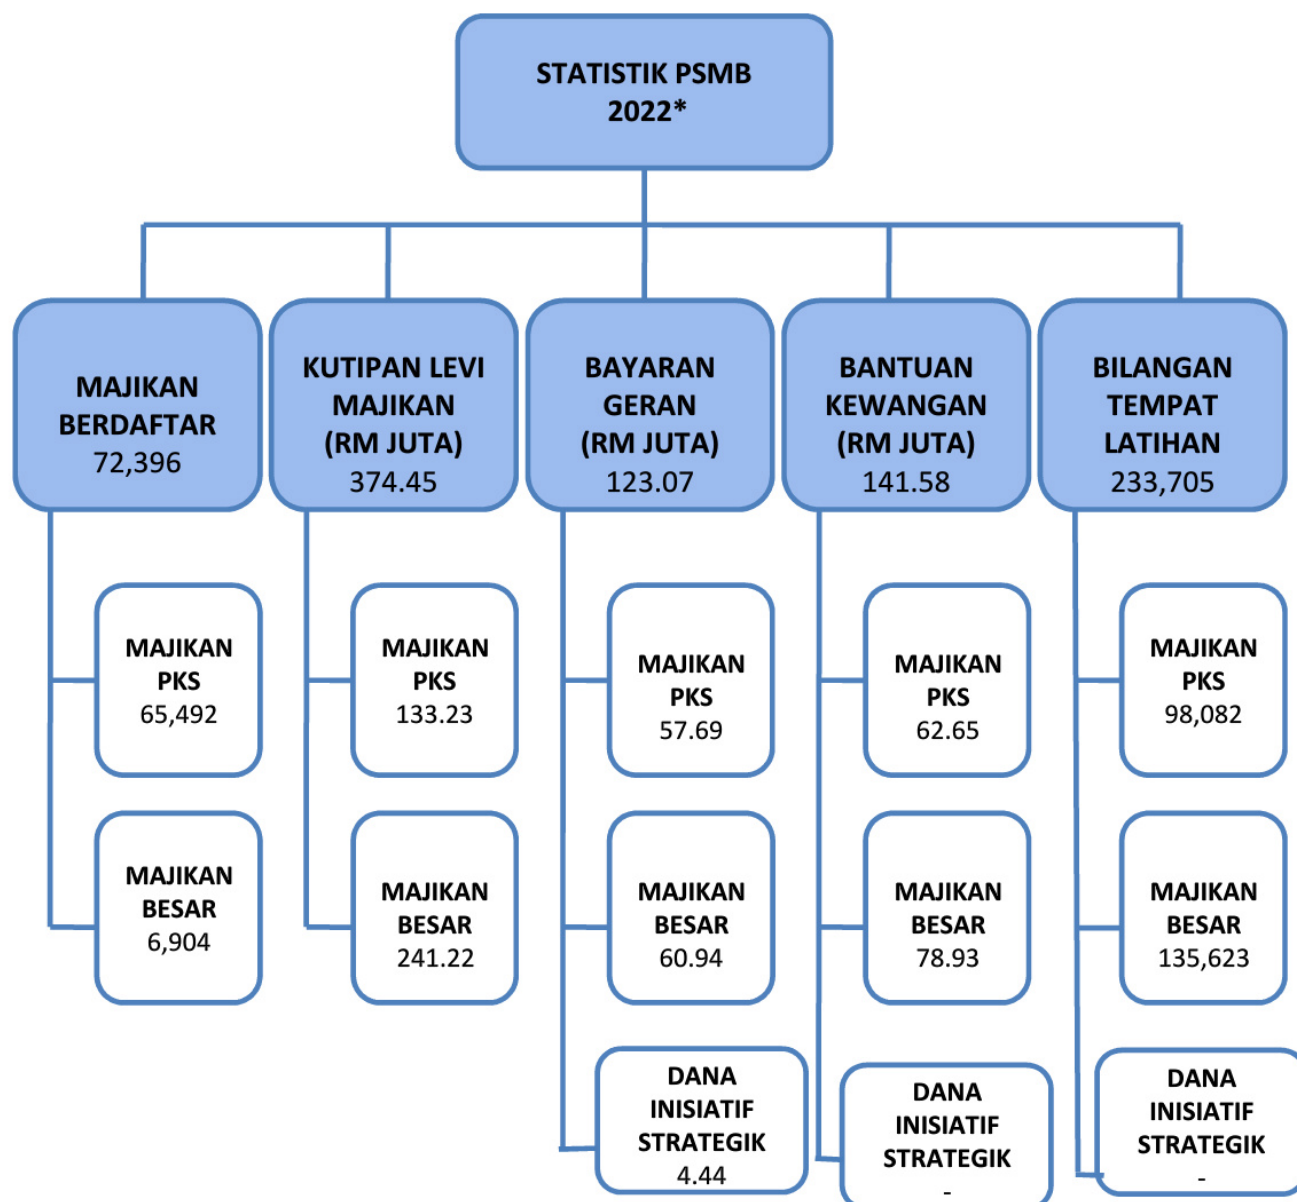 STATISTIK PSMB
2022*
MAJIKAN
BERDAFTAR
72,396
KUTIPAN LEVI
MAJIKAN
(RM JUTA)
374.45
BAYARAN
GERAN
(RM JUTA)
123.07
BANTUAN
KEWANGAN
(RM JUTA)
141.58
BILANGAN
TEMPAT
LATIHAN
233,705
MAJIKAN
PKS
65,492
MAJIKAN
PKS
133.23
MAJIKAN
PKS
57.69
MAJIKAN
PKS
62.65
MAJIKAN
PKS
98,082
MAJIKAN
BESAR
6,904
MAJIKAN
BESAR
241.22
MAJIKAN
BESAR
60.94
MAJIKAN
BESAR
78.93
MAJIKAN
BESAR
135,623
DANA
INISIATIF
STRATEGIK
4.44
DANA
INISIATIF
STRATEGIK
-
DANA
INISIATIF
STRATEGIK
-